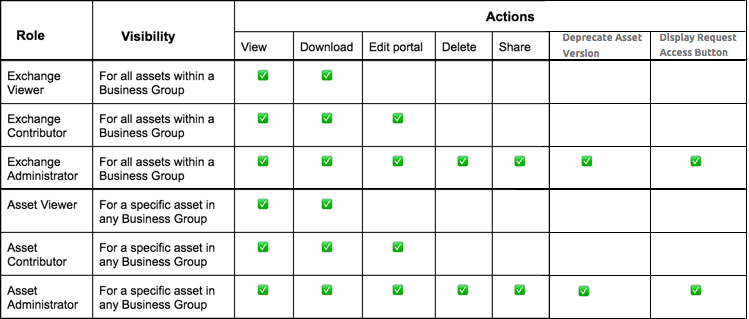 Role
Visibility
Actions
View
Download
Edit portal
Delete
Share
Deprecate Asset
Version
Display Request
Access Button
Exchange
Viewer
For all assets within a
Business Group
✅ ✅
Exchange
Contributor
For all assets within a
Business Group
✅ ✅ ✅
Exchange
Administrator
For all assets within a
Business Group
✅ ✅ ✅ ✅ ✅ ✅ ✅
Asset Viewer
For a specific asset in
any Business Group
✅ ✅
Asset
Contributor
For a specific asset in
any Business Group
✅ ✅ ✅
Asset
Administrator
For a specific asset in
any Business Group
✅ ✅ ✅ ✅ ✅ ✅ ✅